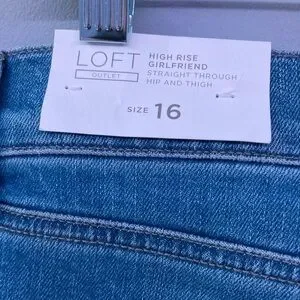 LOFT
OUTLET
HIGH RISE
GIRLFRIEND
STRAIGHT THROUGH
HIP AND THIGH
SIZE 16